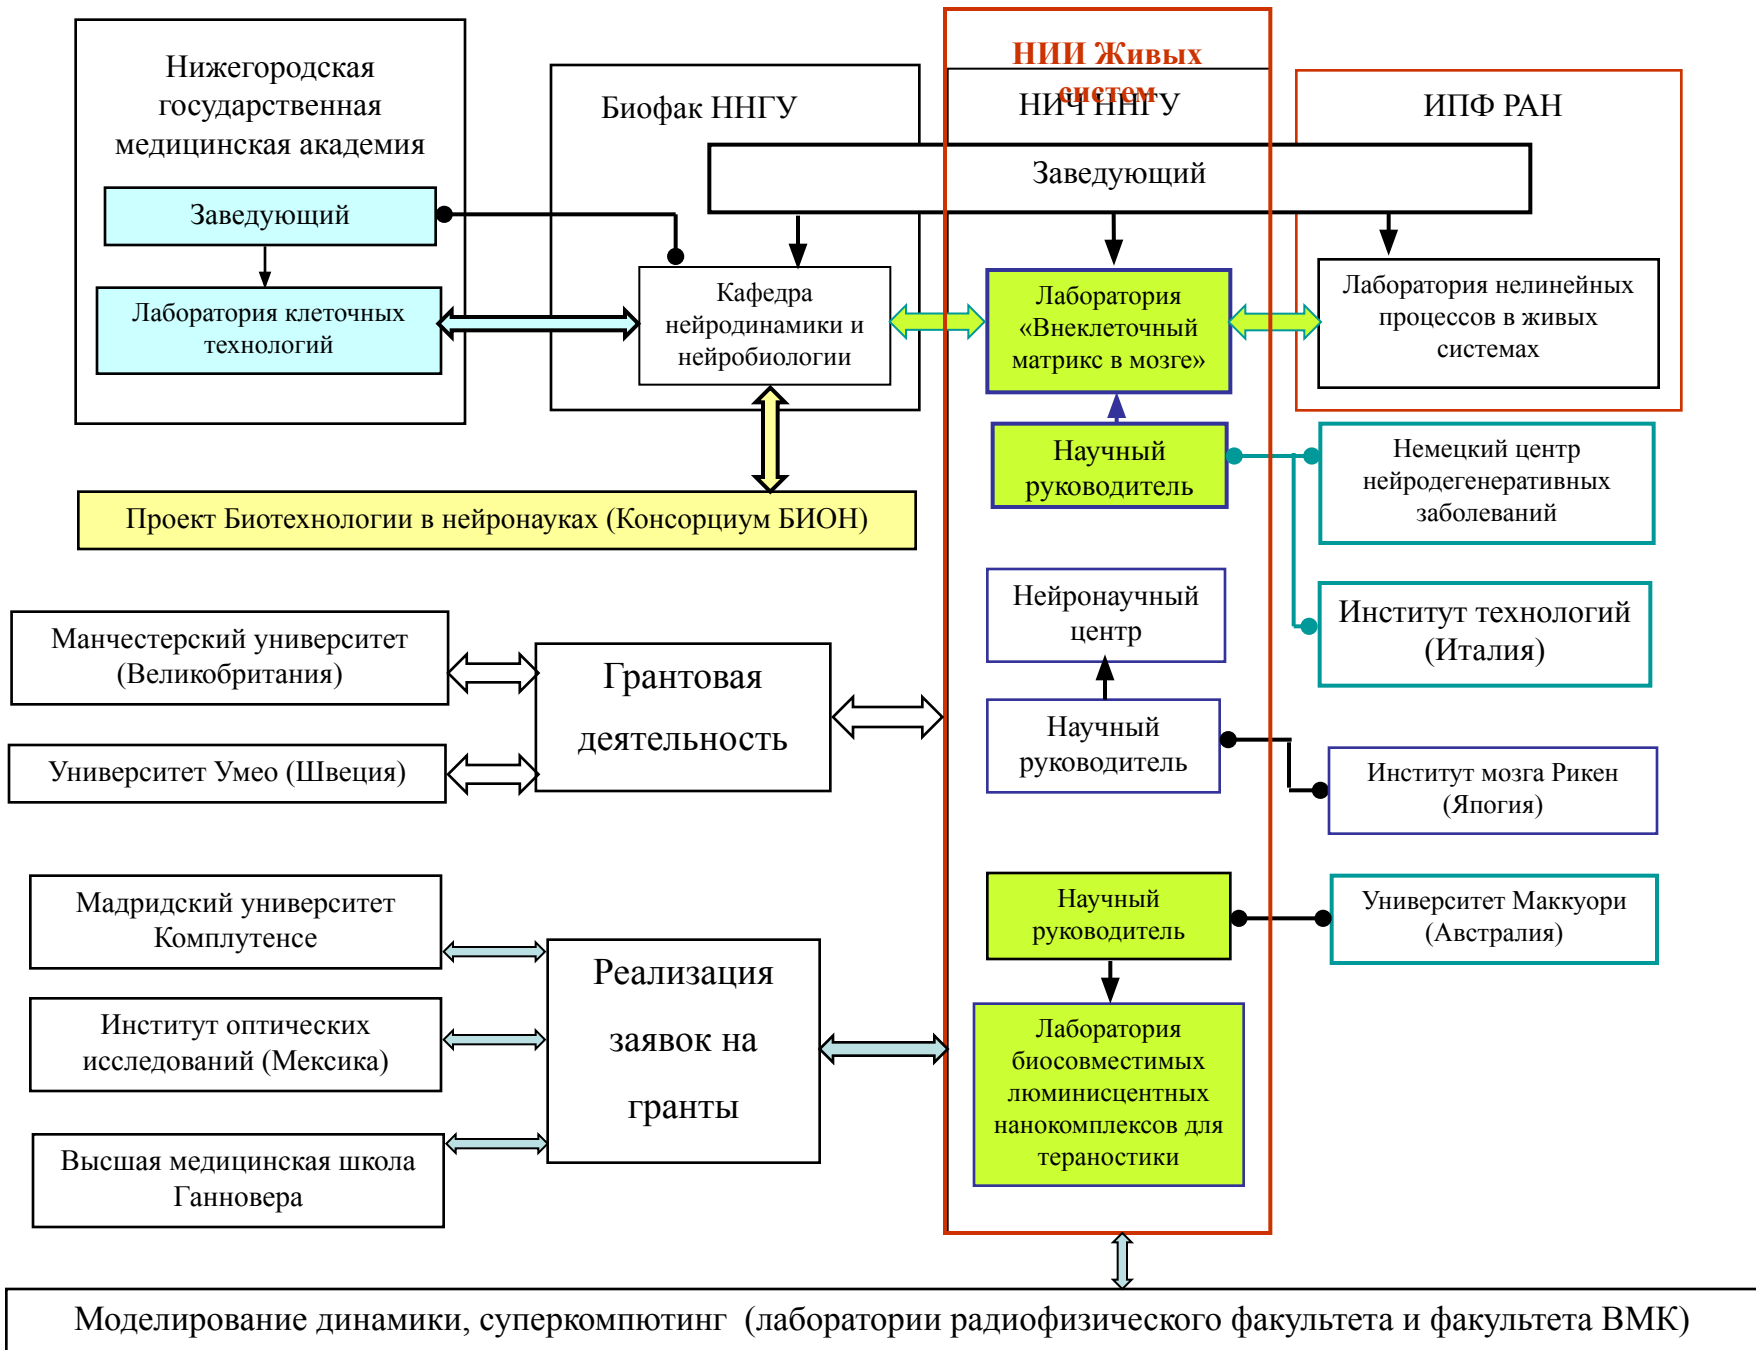 Нижегородская
государственная
медицинская академия
Заведующий
Лаборатория клеточных
технологий
Биофак ННГУ
НИИ Живых
систем
НИЧ ННГУ
ИПФ РАН
Заведующий
Кафедра
нейродинамики и
нейробиологии
Лаборатория
«Внеклеточный
матрикс в мозге»
Лаборатория нелинейных
процессов в живых
системах
Научный
руководитель
Немецкий центр
нейродегенеративных
заболеваний
Проект Биотехнологии в нейронауках (Консорциум БИОН)
Нейронаучный
центр
Институт технологий
(Италия)
Манчестерский университет
(Великобритания)
Университет Умео (Швеция)
Грантовая
деятельность
Научный
руководитель
Институт мозга Рикен
(Япогия)
Мадридский университет
Комплутенсе
Институт оптических
исследований (Мексика)
Высшая медицинская школа
Ганновера
Реализация
заявок на
гранты
Научный
руководитель
Университет Маккуори
(Австралия)
Лаборатория
биосовместимых
люминисцентных
нанокомплексов для
тераностики
Моделирование динамики, суперкомпютинг (лаборатории радиофизического факультета и факультета ВМК)